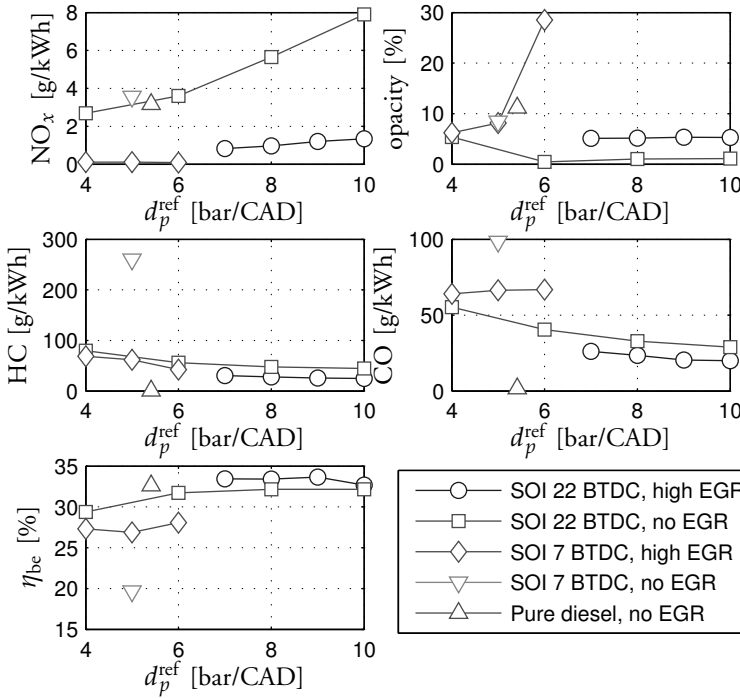 8
6
4
2
0
NOₓ [g/kWh]
4 6 8 10
d_p^ref [bar/CAD]
30
20
10
0
opacity [%]
4 6 8 10
d_p^ref [bar/CAD]
300
200
100
0
HC [g/kWh]
4 6 8 10
d_p^ref [bar/CAD]
100
50
0
CO [g/kWh]
4 6 8 10
d_p^ref [bar/CAD]
35
30
25
20
15
η_be [%]
4 6 8 10
d_p^ref [bar/CAD]
SOI 22 BTDC, high EGR
SOI 22 BTDC, no EGR
SOI 7 BTDC, high EGR
SOI 7 BTDC, no EGR
Pure diesel, no EGR